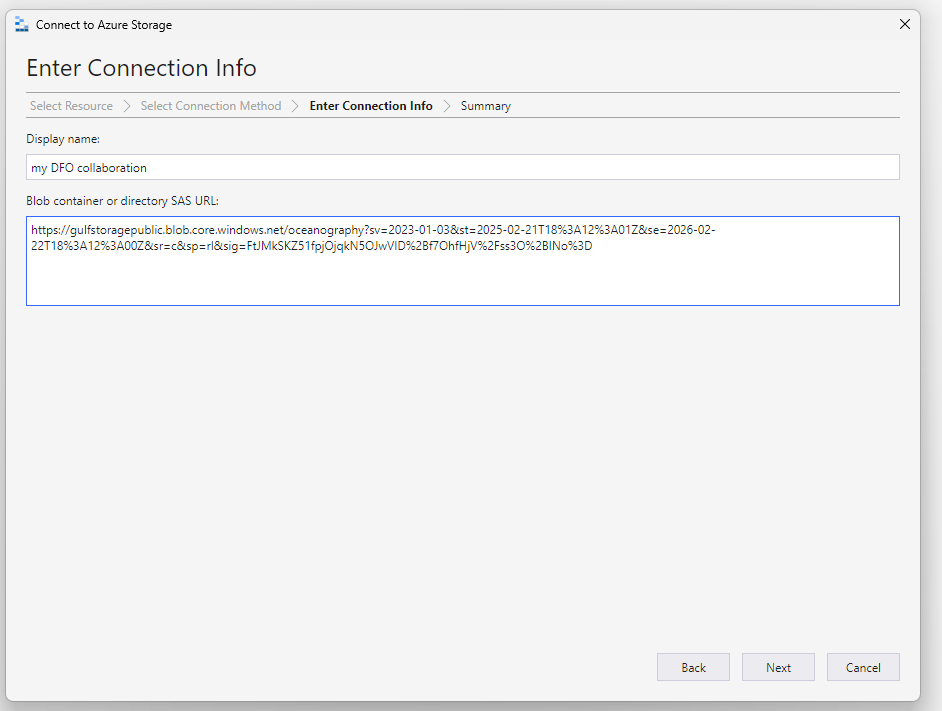 Connect to Azure Storage
Enter Connection Info
Select Resource > Select Connection Method > Enter Connection Info > Summary
Display name:
my DFO collaboration
Blob container or directory SAS URL:
https://gulfstoragepublic.blob.core.windows.net/oceanography?sv=2023-01-03&st=2025-02-21T18%3A12%3A01Z&se=2026-02-
22T18%3A12%3A00Z&sr=c&sp=rl&sig=FtJMkSKZ51fpjOjqkN5OJwVID%2Bf7OhfHjV%2Fss3O%2BINo%3D
Back Next Cancel